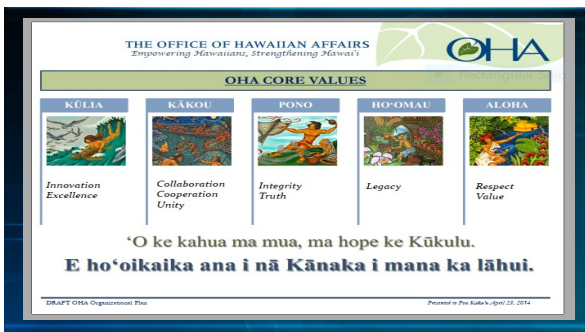 THE OFFICE OF HAWAIIAN AFFAIRS
Empowering Hawaiians, Strengthening Hawai‘i
OHA
OHA CORE VALUES
Rectangular Snip
KŪLIA
KĀKOU
PONO
HO‘OMAU
ALOHA
Innovation
Excellence
Collaboration
Cooperation
Unity
Integrity
Truth
Legacy
Respect
Value
‘O ke kahua ma mua, ma hope ke Kūkulu.
E ho‘oikaika ana i nā Kānaka i mana ka lāhui.
DRAFT OHA Organizational Plan
Presented to Pou Kāko‘o April 23, 2014